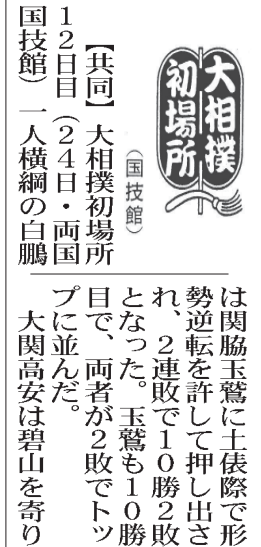 大相撲
初場所
（国技館）
【共同】大相撲初場所
１２日目（２４日・両国
国技館）一人横綱の白鵬
は関脇玉鷲に土俵際で形
勢逆転を許して押し出さ
れ、２連敗で１０勝２敗
となった。玉鷲も１０勝
目で、両者が２敗でトッ
プに並んだ。
大関高安は碧山を寄り